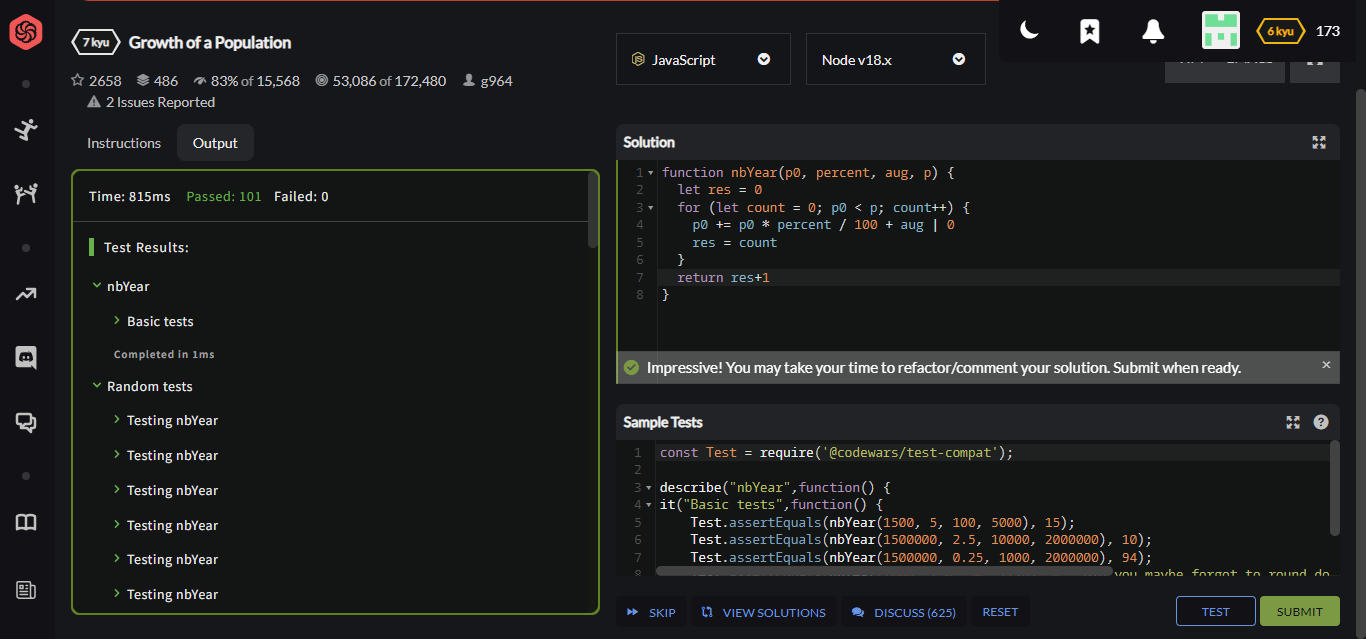 7 kyu Growth of a Population
2658 486 83% of 15,568 53,086 of 172,480 g964
2 Issues Reported
Instructions Output
Time: 815ms Passed: 101 Failed: 0
Test Results:
nbYear
Basic tests
Completed in 1ms
Random tests
Testing nbYear
Testing nbYear
Testing nbYear
Testing nbYear
Testing nbYear
Testing nbYear
JavaScript
Node v18.x
6 kyu 173
Solution
1 function nbYear(p0, percent, aug, p) {
2 let res = 0
3 for (let count = 0; p0 < p; count++) {
4 p0 += p0 * percent / 100 + aug | 0
5 res = count
6 }
7 return res+1
8 }
Impressive! You may take your time to refactor/comment your solution. Submit when ready.
Sample Tests
1 const Test = require('@codewars/test-compat');
2
3 describe("nbYear",function() {
4 it("Basic tests",function() {
5 Test.assertEquals(nbYear(1500, 5, 100, 5000), 15);
6 Test.assertEquals(nbYear(1500000, 2.5, 10000, 2000000), 10);
7 Test.assertEquals(nbYear(1500000, 0.25, 1000, 2000000), 94);
8 you maybe forgot to round do
SKIP VIEW SOLUTIONS DISCUSS (625) RESET TEST SUBMIT